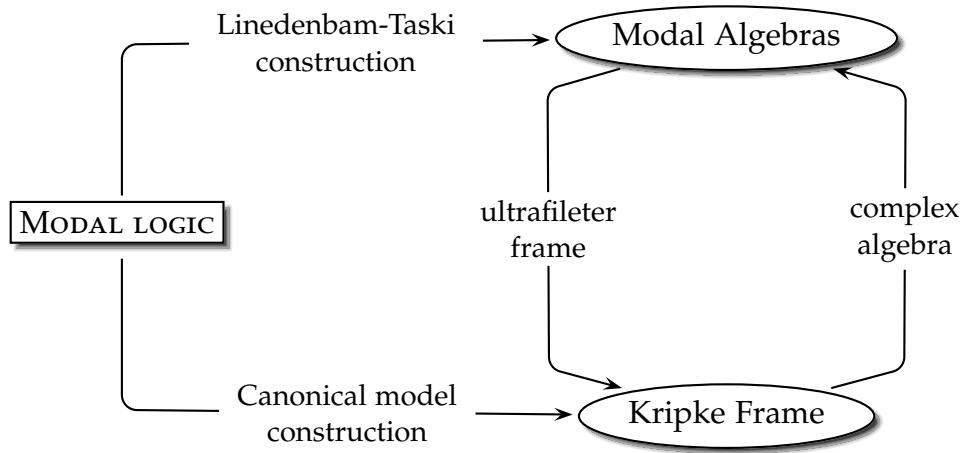 Linedenbam-Taski
construction
Modal Algebras
MODAL LOGIC
ultrafileter
frame
complex
algebra
Canonical model
construction
Kripke Frame